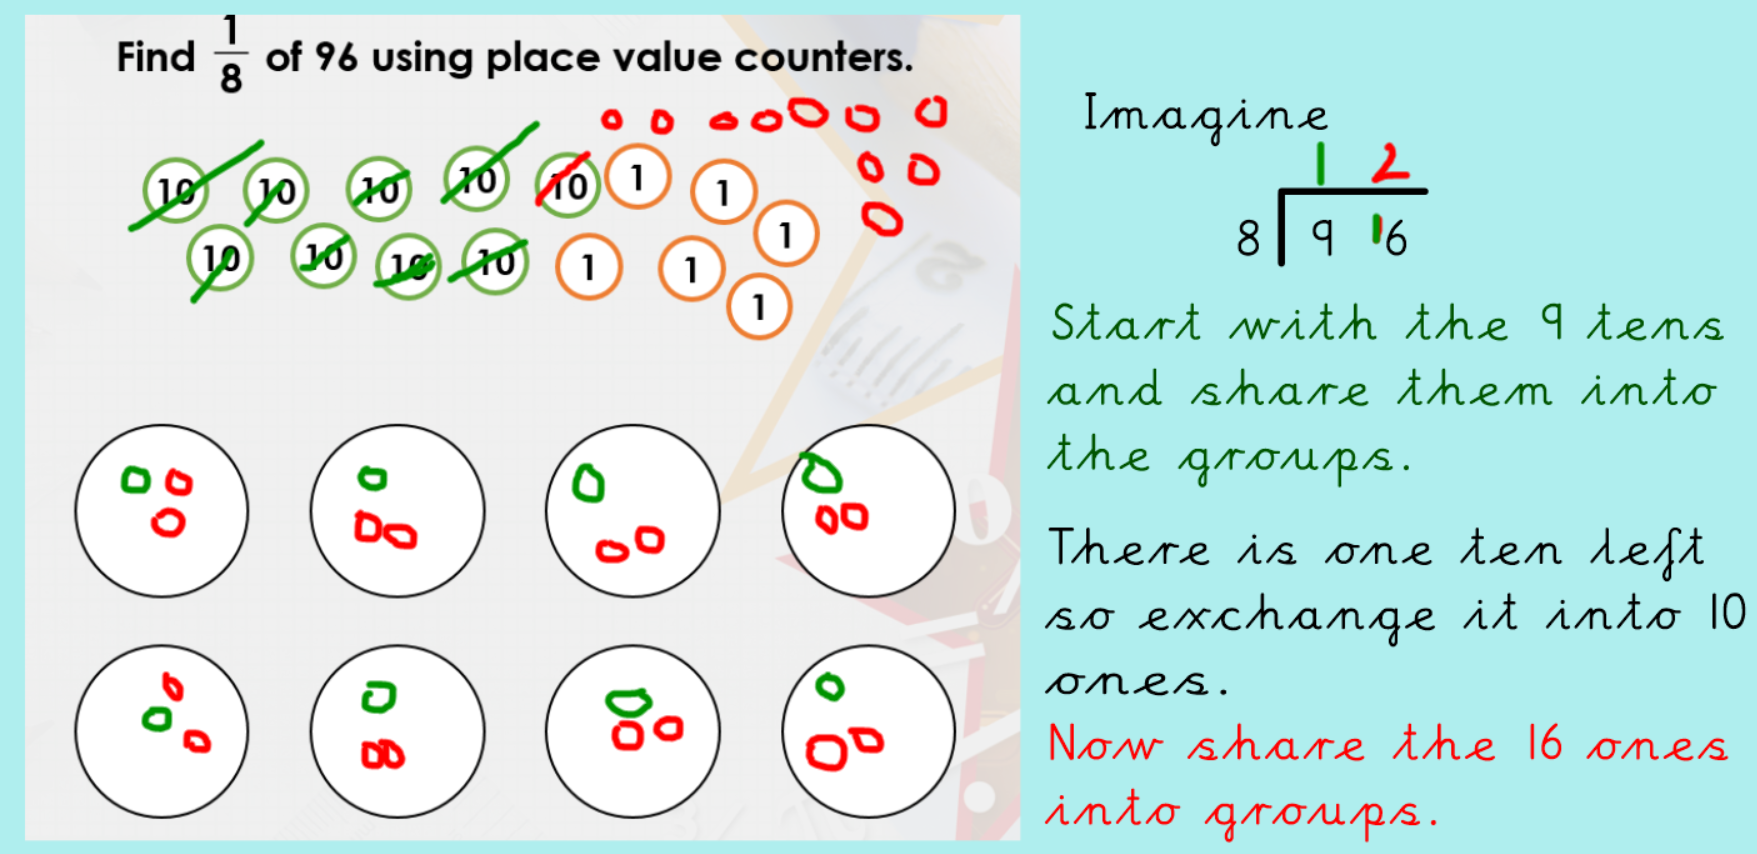 Find 1/8 of 96 using place value counters.
10 10 10 10 10 1 1
1
10 10 10 10 1 1
1
Imagine
1 2
8 9 16
Start with the 9 tens
and share them into
the groups.
There is one ten left
so exchange it into 10
ones.
Now share the 16 ones
into groups.